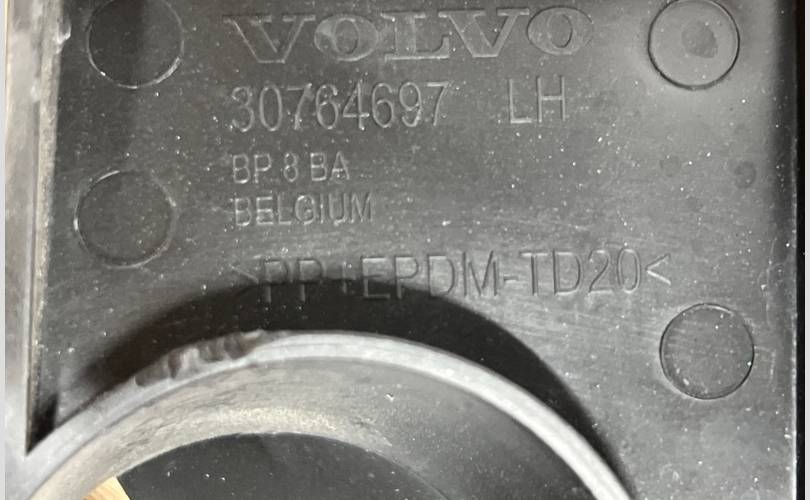 VOLVO
30764697 LH
BP 8 BA
BELGIUM
>PP+EPDM-TD20<